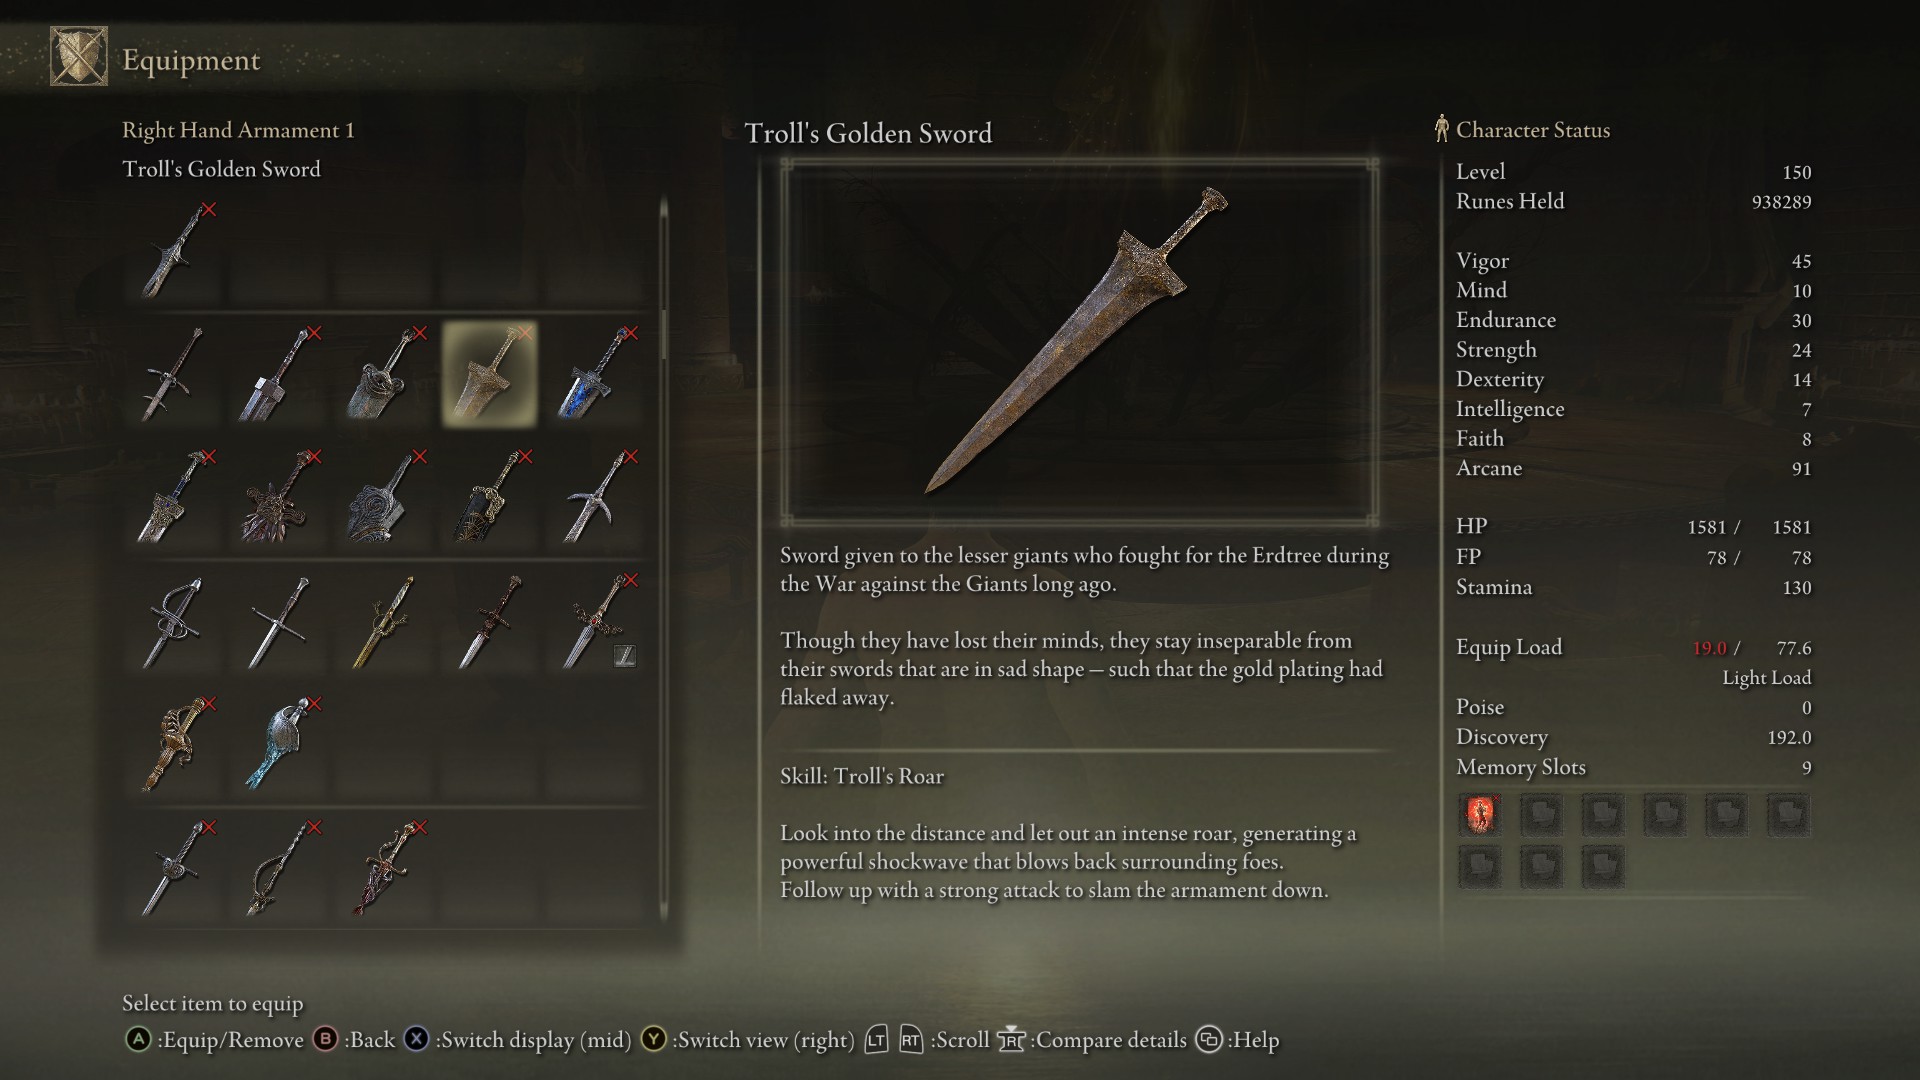 Equipment
Right Hand Armament 1
Troll's Golden Sword
Troll's Golden Sword
Sword given to the lesser giants who fought for the Erdtree during
the War against the Giants long ago.
Though they have lost their minds, they stay inseparable from
their swords that are in sad shape – such that the gold plating had
flaked away.
Skill: Troll's Roar
Look into the distance and let out an intense roar, generating a
powerful shockwave that blows back surrounding foes.
Follow up with a strong attack to slam the armament down.
Character Status
Level 150
Runes Held 938289
Vigor 45
Mind 10
Endurance 30
Strength 24
Dexterity 14
Intelligence 7
Faith 8
Arcane 91
HP 1581 / 1581
FP 78 / 78
Stamina 130
Equip Load 19.0 / 77.6
Light Load
Poise 0
Discovery 192.0
Memory Slots 9
Select item to equip
A :Equip/Remove B :Back X :Switch display (mid) Y :Switch view (right) LT RT :Scroll R :Compare details :Help